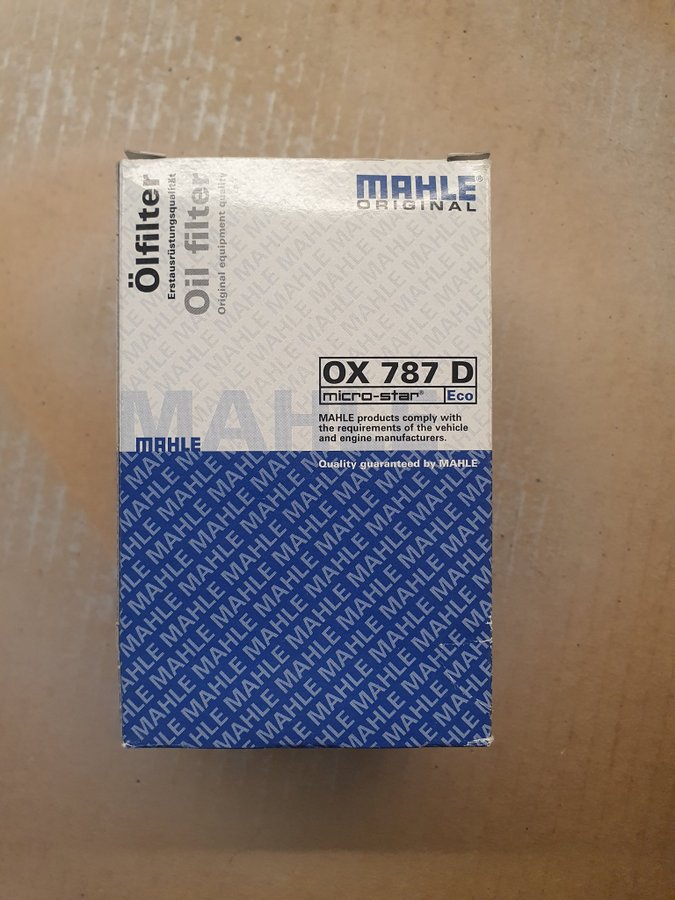 Ölfilter
Erstausrüstungsqualität
Oil filter
Original equipment quality
MAHLE®
ORIGINAL
OX 787 D
micro-star® Eco
MAHLE products comply with
the requirements of the vehicle
and engine manufacturers.
MAHLE
Quality guaranteed by MAHLE